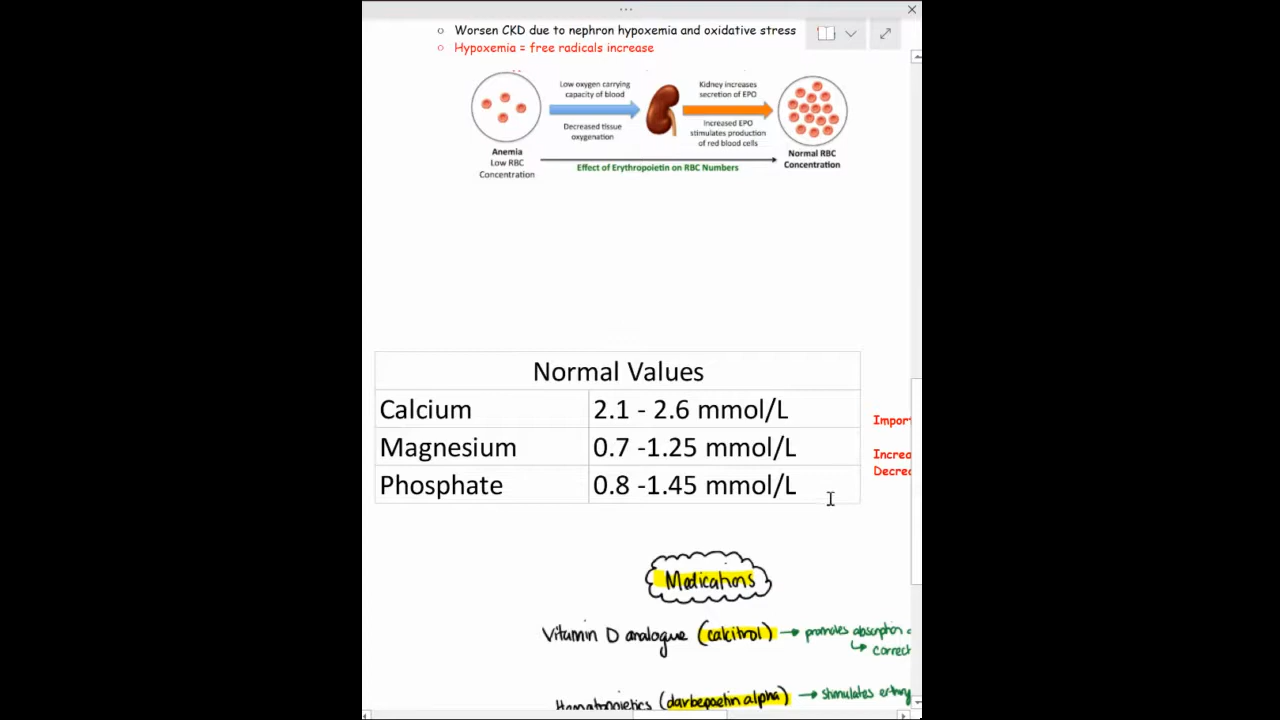 Worsen CKD due to nephron hypoxemia and oxidative stress
Hypoxemia = free radicals increase
Low oxygen carrying
capacity of blood
Decreased tissue
oxygenation
Kidney increases
secretion of EPO
Increased EPO
stimulates production
of red blood cells
Anemia
Low RBC
Concentration
Effect of Erythropoietin on RBC Numbers
Normal RBC
Concentration
Normal Values
Calcium 2.1 - 2.6 mmol/L
Magnesium 0.7 -1.25 mmol/L
Phosphate 0.8 -1.45 mmol/L
Impor
Increa
Decrea
Medications
Vitamin D analogue (calcitrol) → promotes absorption
↳ correct
(darbepoetin alpha) → stimulates eryth